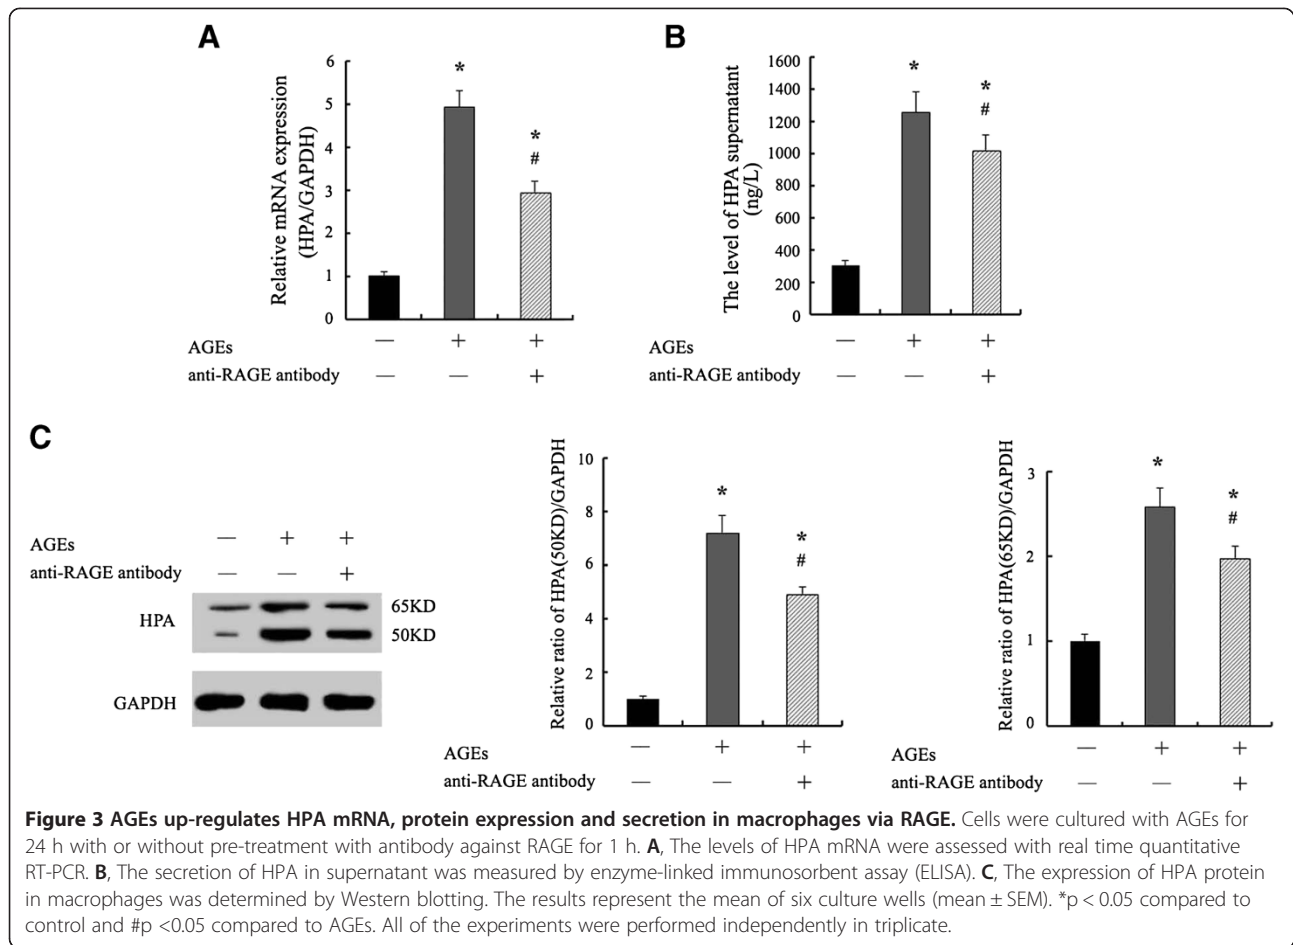 A
Relative mRNA expression
(HPA/GAPDH)
6
5
4
3
2
1
0
*
*
#
AGEs — + +
anti-RAGE antibody — — +
B
The level of HPA supernatant
(ng/L)
1600
1400
1200
1000
800
600
400
200
0
*
*
#
AGEs — + +
anti-RAGE antibody — — +
C
AGEs — + +
anti-RAGE antibody — — +
HPA
65KD
50KD
GAPDH
Relative ratio of HPA(50KD)/GAPDH
10
8
6
4
2
0
*
*
#
AGEs — + +
anti-RAGE antibody — — +
Relative ratio of HPA(65KD)/GAPDH
3
2
1
0
*
*
#
AGEs — + +
anti-RAGE antibody — — +
Figure 3 AGEs up-regulates HPA mRNA, protein expression and secretion in macrophages via RAGE. Cells were cultured with AGEs for
24 h with or without pre-treatment with antibody against RAGE for 1 h. A, The levels of HPA mRNA were assessed with real time quantitative
RT-PCR. B, The secretion of HPA in supernatant was measured by enzyme-linked immunosorbent assay (ELISA). C, The expression of HPA protein
in macrophages was determined by Western blotting. The results represent the mean of six culture wells (mean ± SEM). *p < 0.05 compared to
control and #p <0.05 compared to AGEs. All of the experiments were performed independently in triplicate.